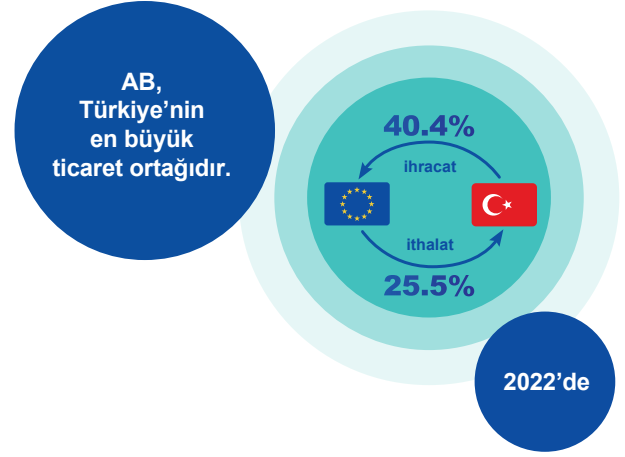 AB,
Türkiye’nin
en büyük
ticaret ortağıdır.
40.4%
ihracat
ithalat
25.5%
2022’de